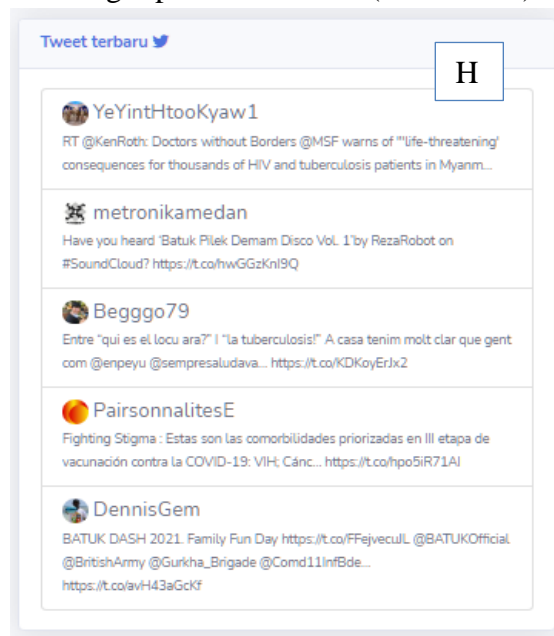 Tweet terbaru
H
YeYintHtooKyaw1
RT @KenRoth: Doctors without Borders @MSF warns of "'life-threatening'
consequences for thousands of HIV and tuberculosis patients in Myanm...
metronikamedan
Have you heard 'Batuk Pilek Demam Disco Vol. 1'by RezaRobot on
#SoundCloud? https://t.co/hwGGzKnI9Q
Begggo79
Entre "qui es el locu ara?" I "la tuberculosis!" A casa tenim molt clar que gent
com @enpeyu @sempresaludava... https://t.co/KDKoyErJx2
PairsonnalitesE
Fighting Stigma : Estas son las comorbilidades priorizadas en III etapa de
vacunación contra la COVID-19: VIH; Cánc... https://t.co/hpo5iR71AI
DennisGem
BATUK DASH 2021. Family Fun Day https://t.co/FFejvecuJL @BATUKOfficial
@BritishArmy @Gurkha_Brigade @Comd11InfBde...
https://t.co/avH43aGcKf